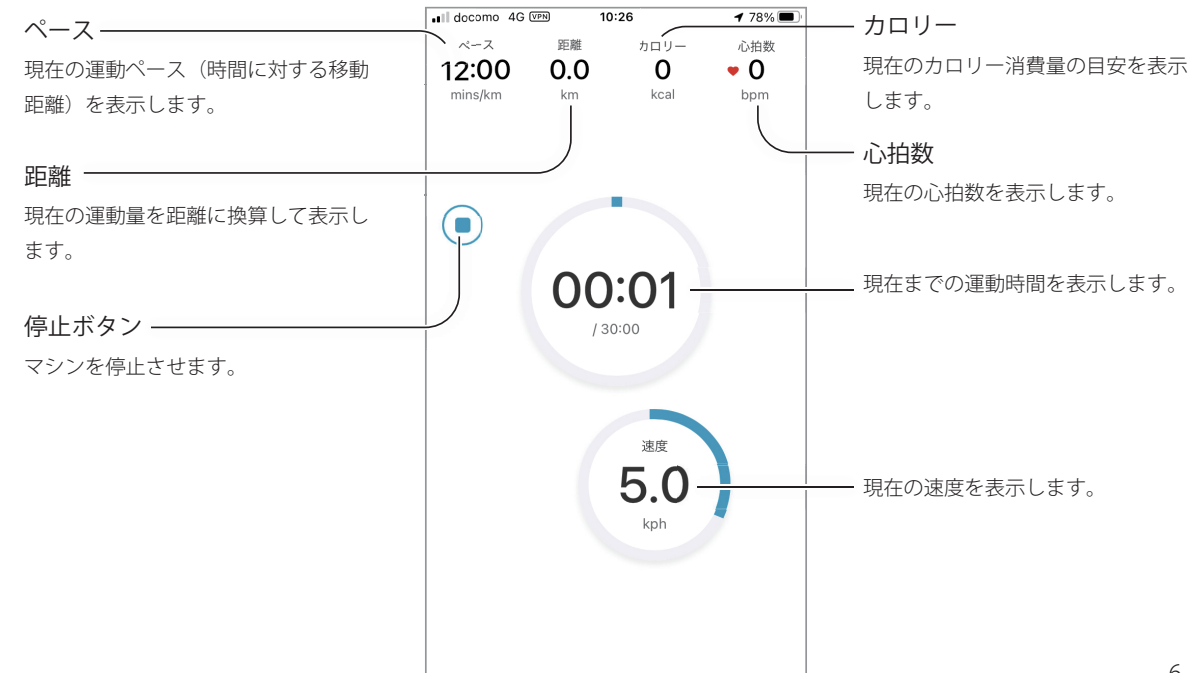 ペース
現在の運動ペース（時間に対する移動
距離）を表示します。
距離
現在の運動量を距離に換算して表示し
ます。
停止ボタン
マシンを停止させます。
docomo 4G VPN 10:26 78%
ペース 距離 カロリー 心拍数
12:00 0.0 0 0
mins/km km kcal bpm
00:01
/ 30:00
速度
5.0
kph
カロリー
現在のカロリー消費量の目安を表示
します。
心拍数
現在の心拍数を表示します。
現在までの運動時間を表示します。
現在の速度を表示します。
6